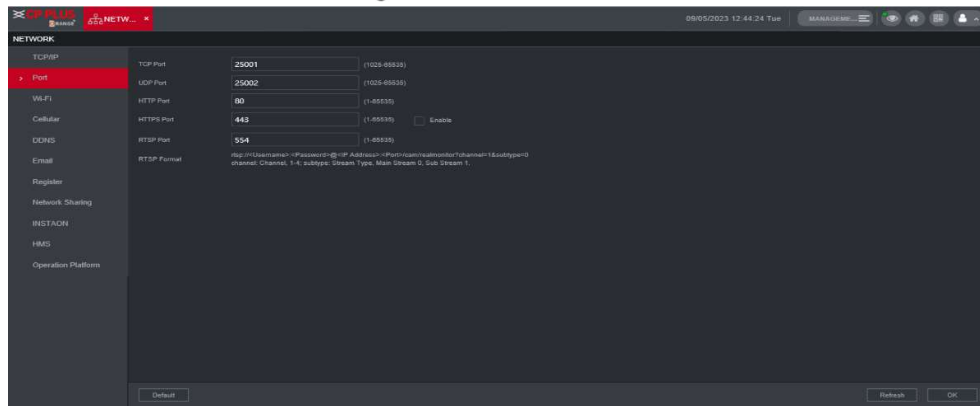 CP PLUS
ORANGE
NETW... ×
09/05/2023 12:44:24 Tue
MANAGEME...
NETWORK
TCP/IP
> Port
Wi-Fi
Cellular
DDNS
Email
Register
Network Sharing
INSTAON
HMS
Operation Platform
TCP Port 25001 (1025-65535)
UDP Port 25002 (1025-65535)
HTTP Port 80 (1-65535)
HTTPS Port 443 (1-65535) Enable
RTSP Port 554 (1-65535)
RTSP Format rtsp://<Username>:<Password>@<IP Address>:<Port>/cam/realmonitor?channel=1&subtype=0
channel: Channel, 1-4; subtype: Stream Type, Main Stream 0, Sub Stream 1.
Default
Refresh
OK